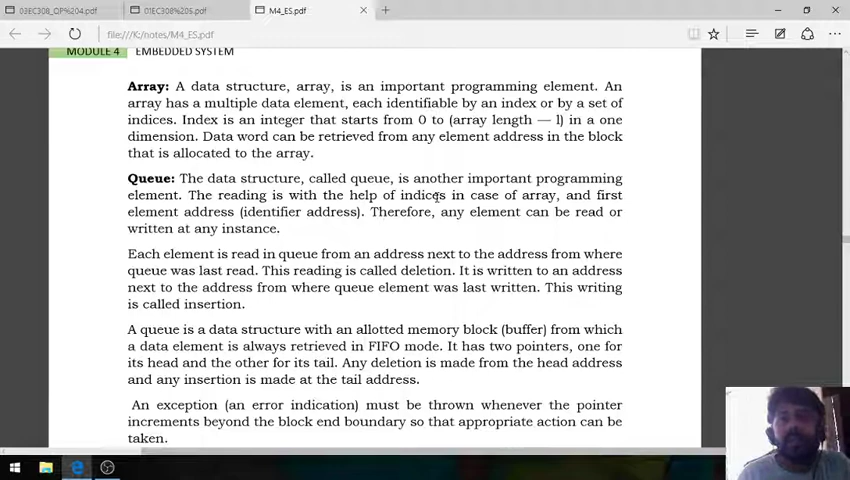 03EC308_QP%204.pdf
01EC308%20S.pdf
M4_ES.pdf
file:///K:/notes/M4_ES.pdf
MODULE 4 EMBEDDED SYSTEM
Array: A data structure, array, is an important programming element. An
array has a multiple data element, each identifiable by an index or by a set of
indices. Index is an integer that starts from 0 to (array length — l) in a one
dimension. Data word can be retrieved from any element address in the block
that is allocated to the array.
Queue: The data structure, called queue, is another important programming
element. The reading is with the help of indices in case of array, and first
element address (identifier address). Therefore, any element can be read or
written at any instance.
Each element is read in queue from an address next to the address from where
queue was last read. This reading is called deletion. It is written to an address
next to the address from where queue element was last written. This writing
is called insertion.
A queue is a data structure with an allotted memory block (buffer) from which
a data element is always retrieved in FIFO mode. It has two pointers, one for
its head and the other for its tail. Any deletion is made from the head address
and any insertion is made at the tail address.
An exception (an error indication) must be thrown whenever the pointer
increments beyond the block end boundary so that appropriate action can be
taken.